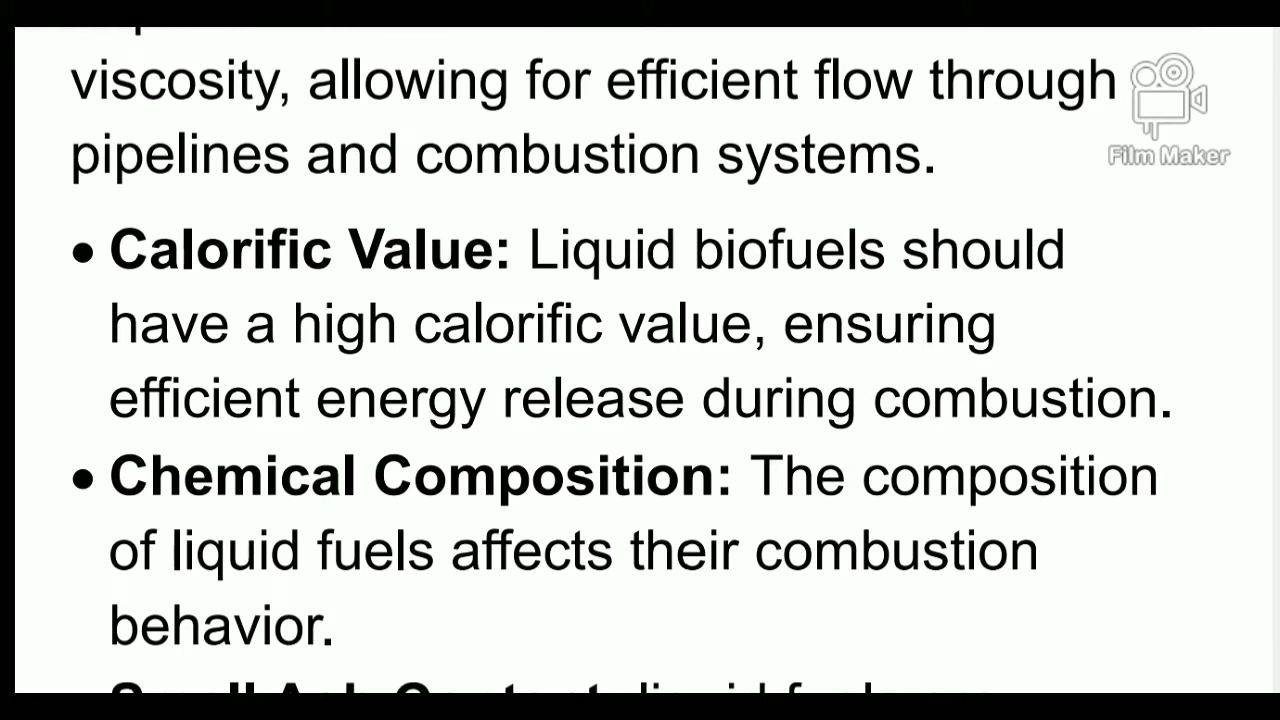 viscosity, allowing for efficient flow through
pipelines and combustion systems.
Film Maker
• Calorific Value: Liquid biofuels should
have a high calorific value, ensuring
efficient energy release during combustion.
• Chemical Composition: The composition
of liquid fuels affects their combustion
behavior.